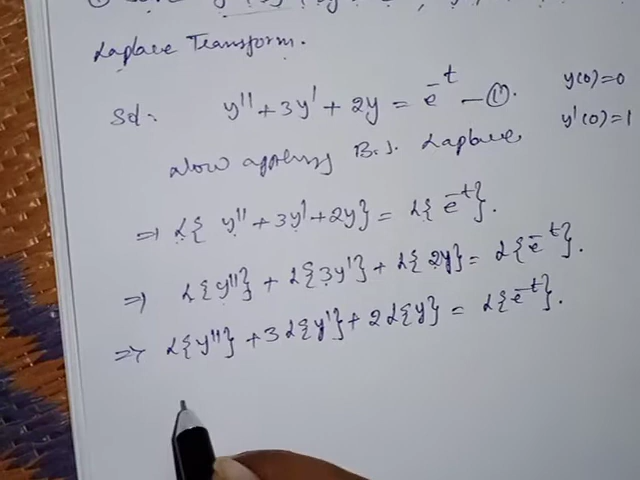 Laplace Transform.
Sol: y'' + 3y' + 2y = e^-t — ① y(0)=0
y'(0)=1
Now applying B.S. Laplace
⇒ L{ y'' + 3y' + 2y} = L{ e^-t}.
⇒ L{y''} + L{3y'} + L{2y} = L{e^-t}.
⇒ L{y''} + 3L{y'} + 2L{y} = L{e^-t}.